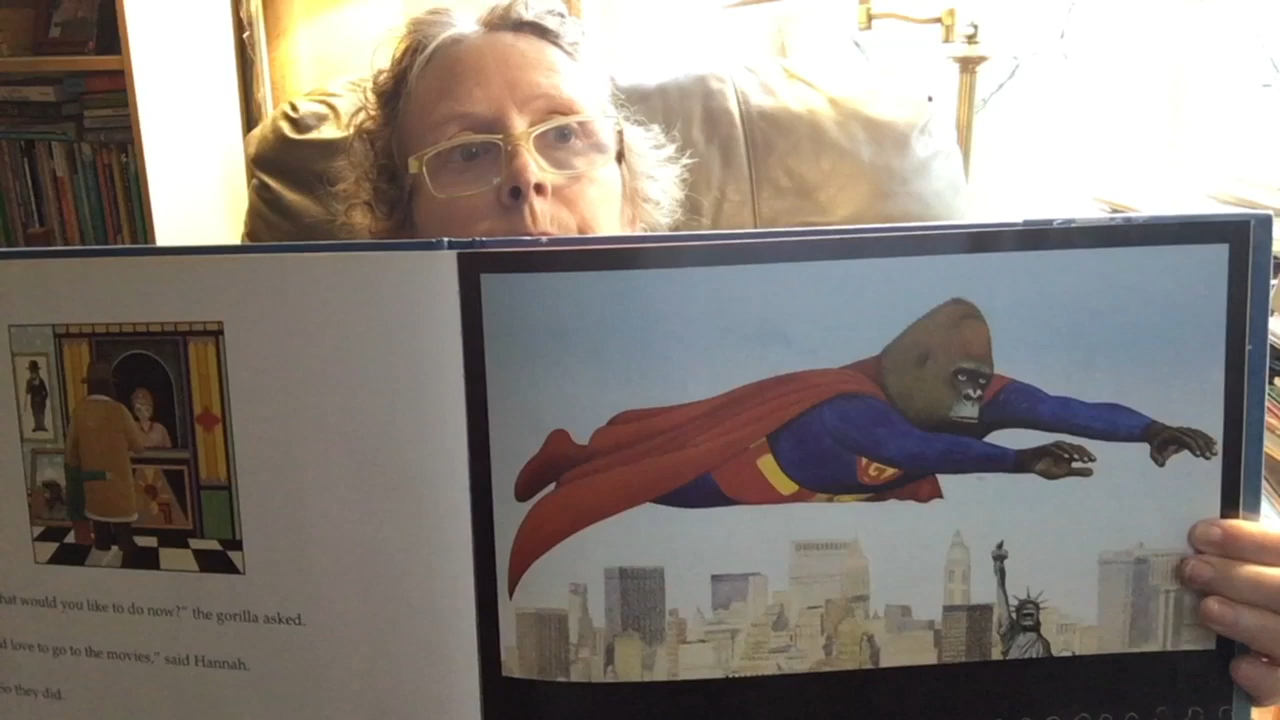 hat would you like to do now?" the gorilla asked.
d love to go to the movies," said Hannah.
So they did.